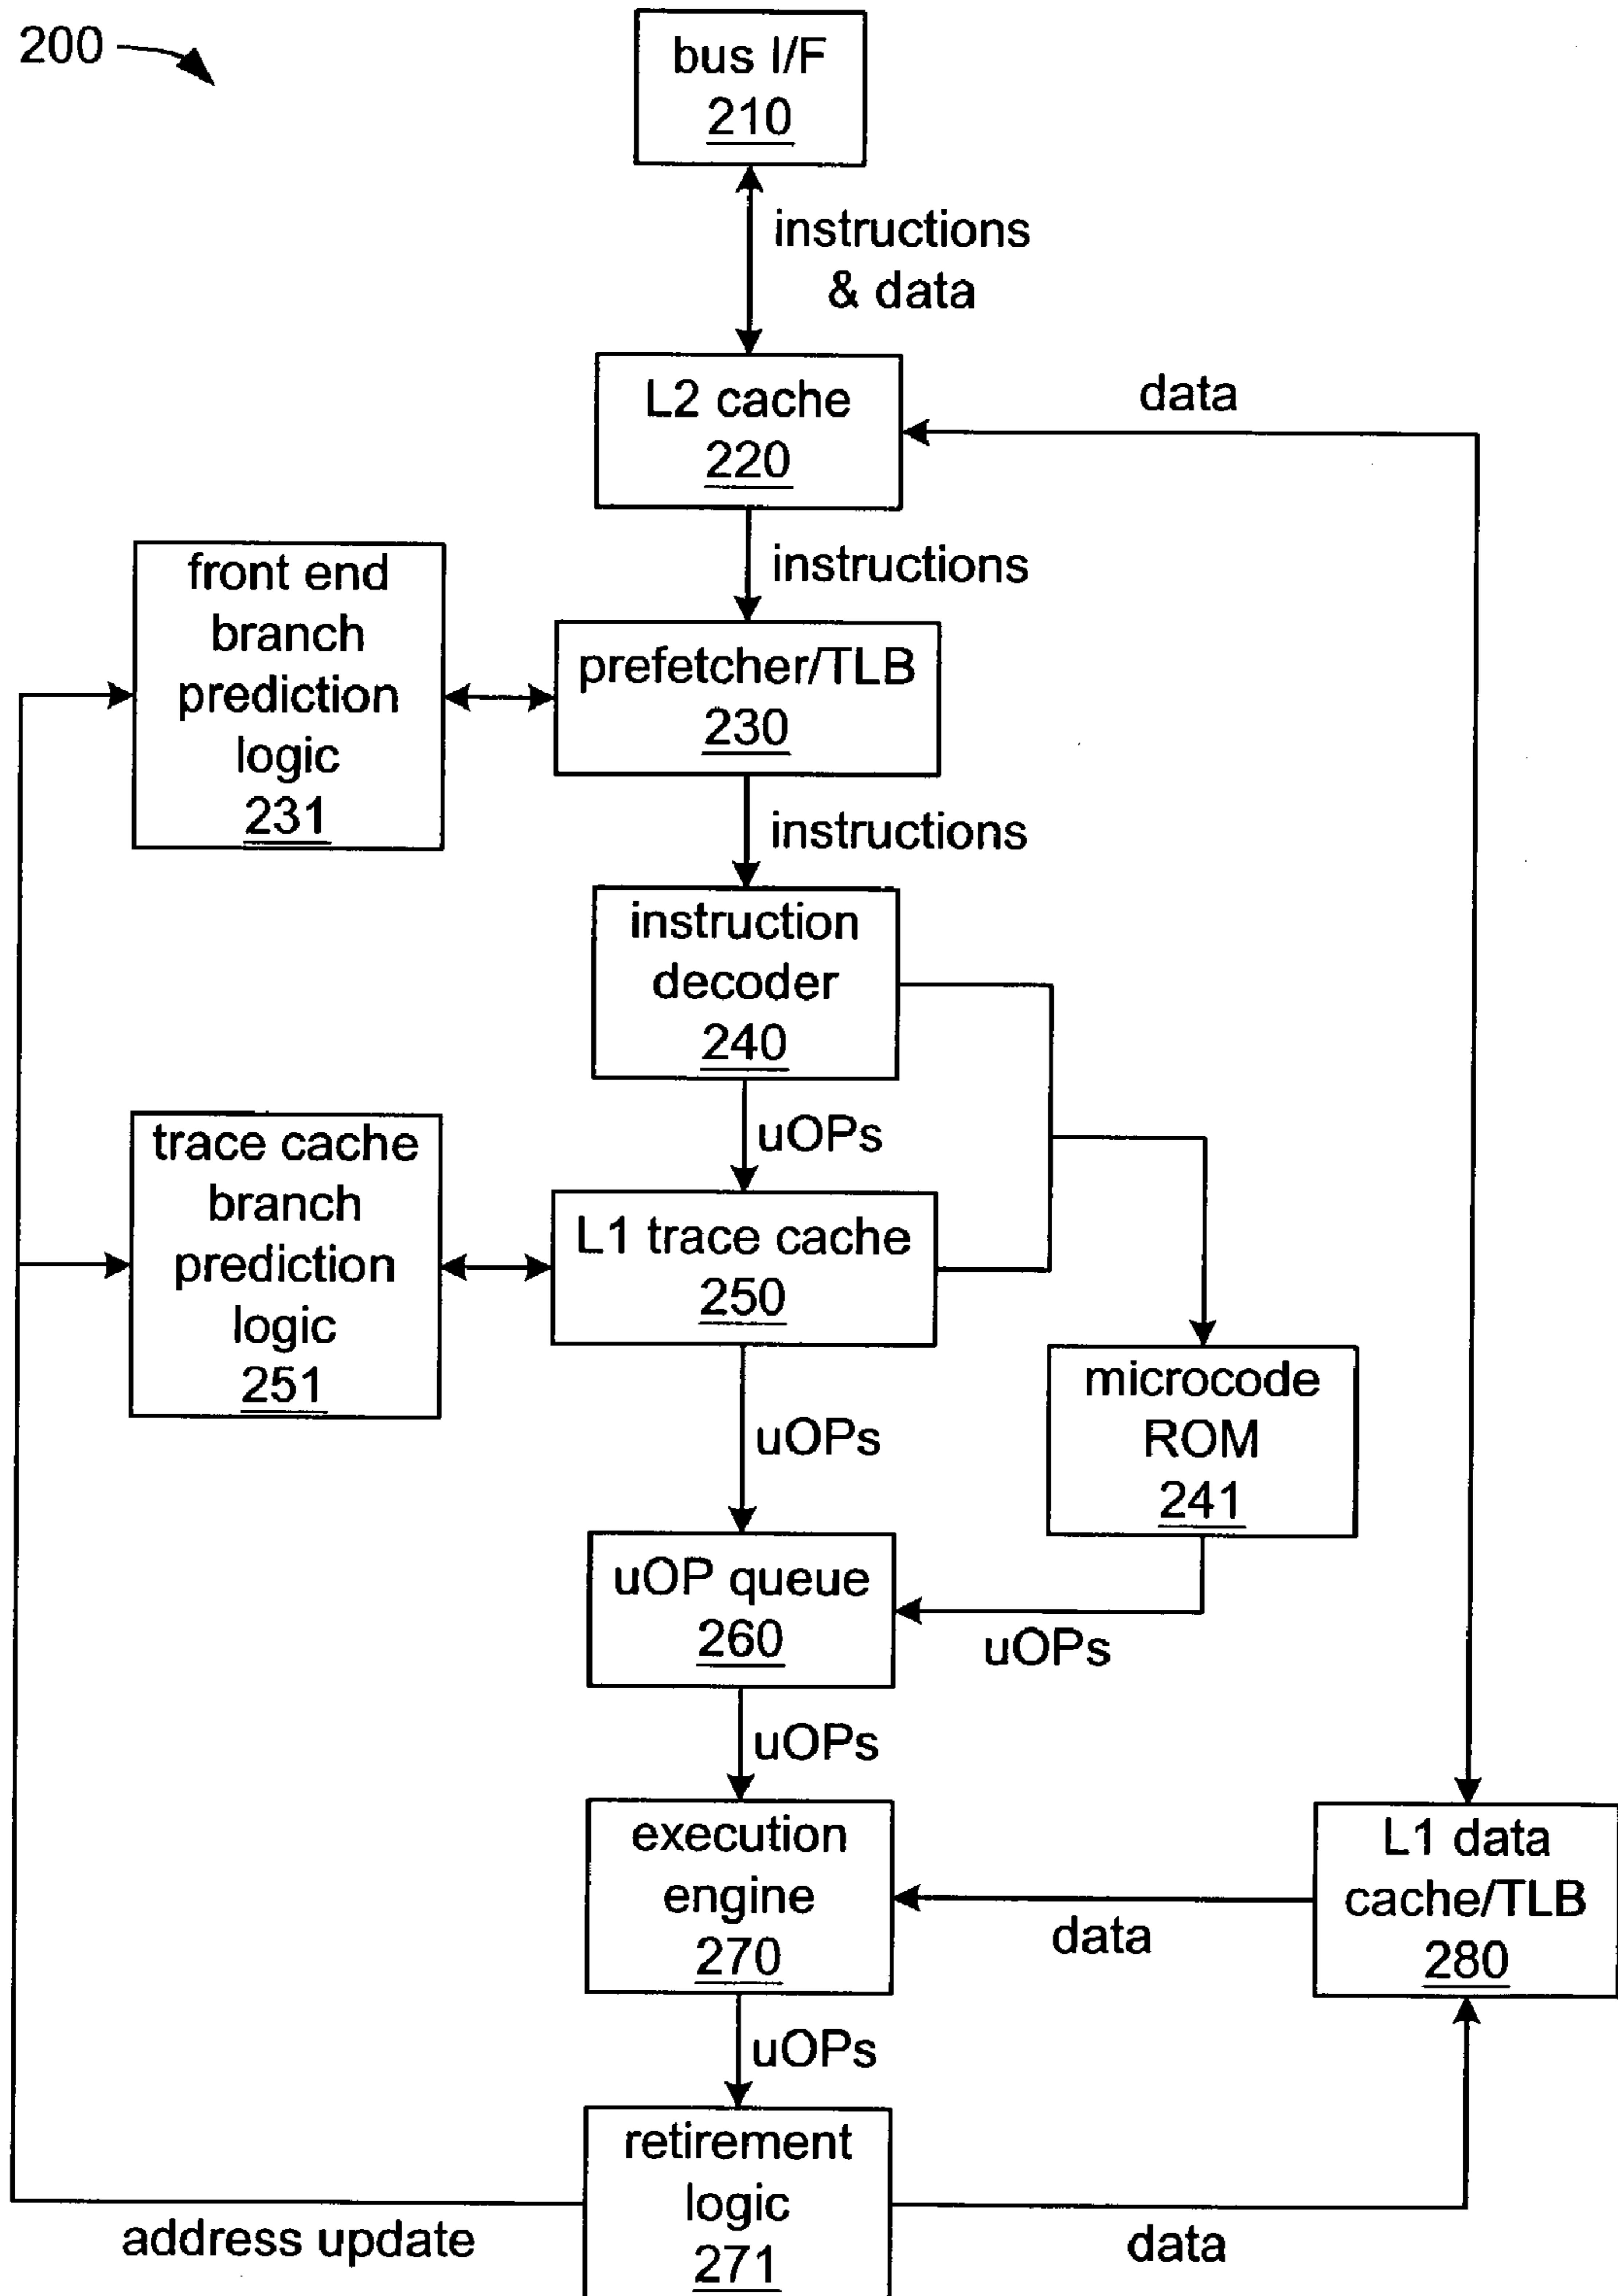 200
bus I/F
210
instructions
& data
L2 cache
220
data
instructions
front end
branch
prediction
logic
231
prefetcher/TLB
230
instructions
instruction
decoder
240
uOPs
trace cache
branch
prediction
logic
251
L1 trace cache
250
microcode
ROM
241
uOPs
uOP queue
260
uOPs
uOPs
execution
engine
270
data
L1 data
cache/TLB
280
uOPs
retirement
logic
271
address update
data